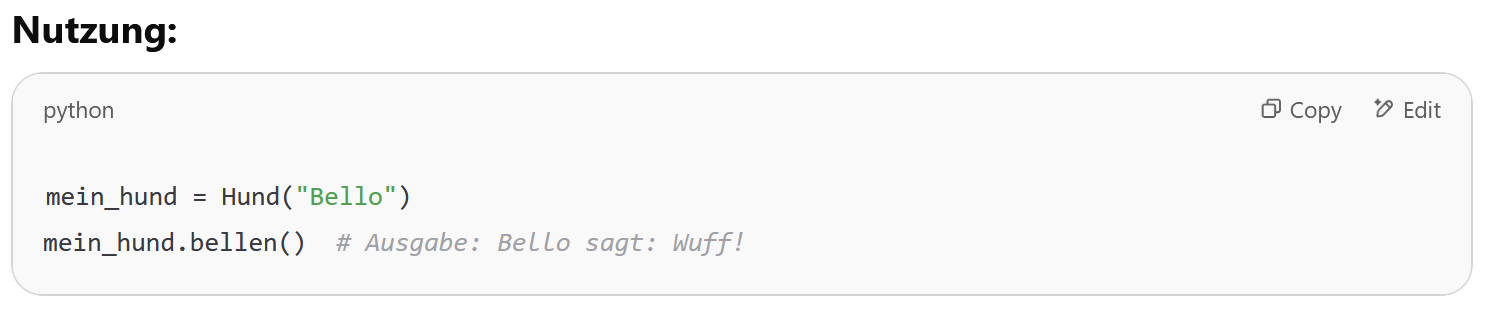 Nutzung:
python
Copy
Edit
mein_hund = Hund("Bello")
mein_hund.bellen()  # Ausgabe: Bello sagt: Wuff!